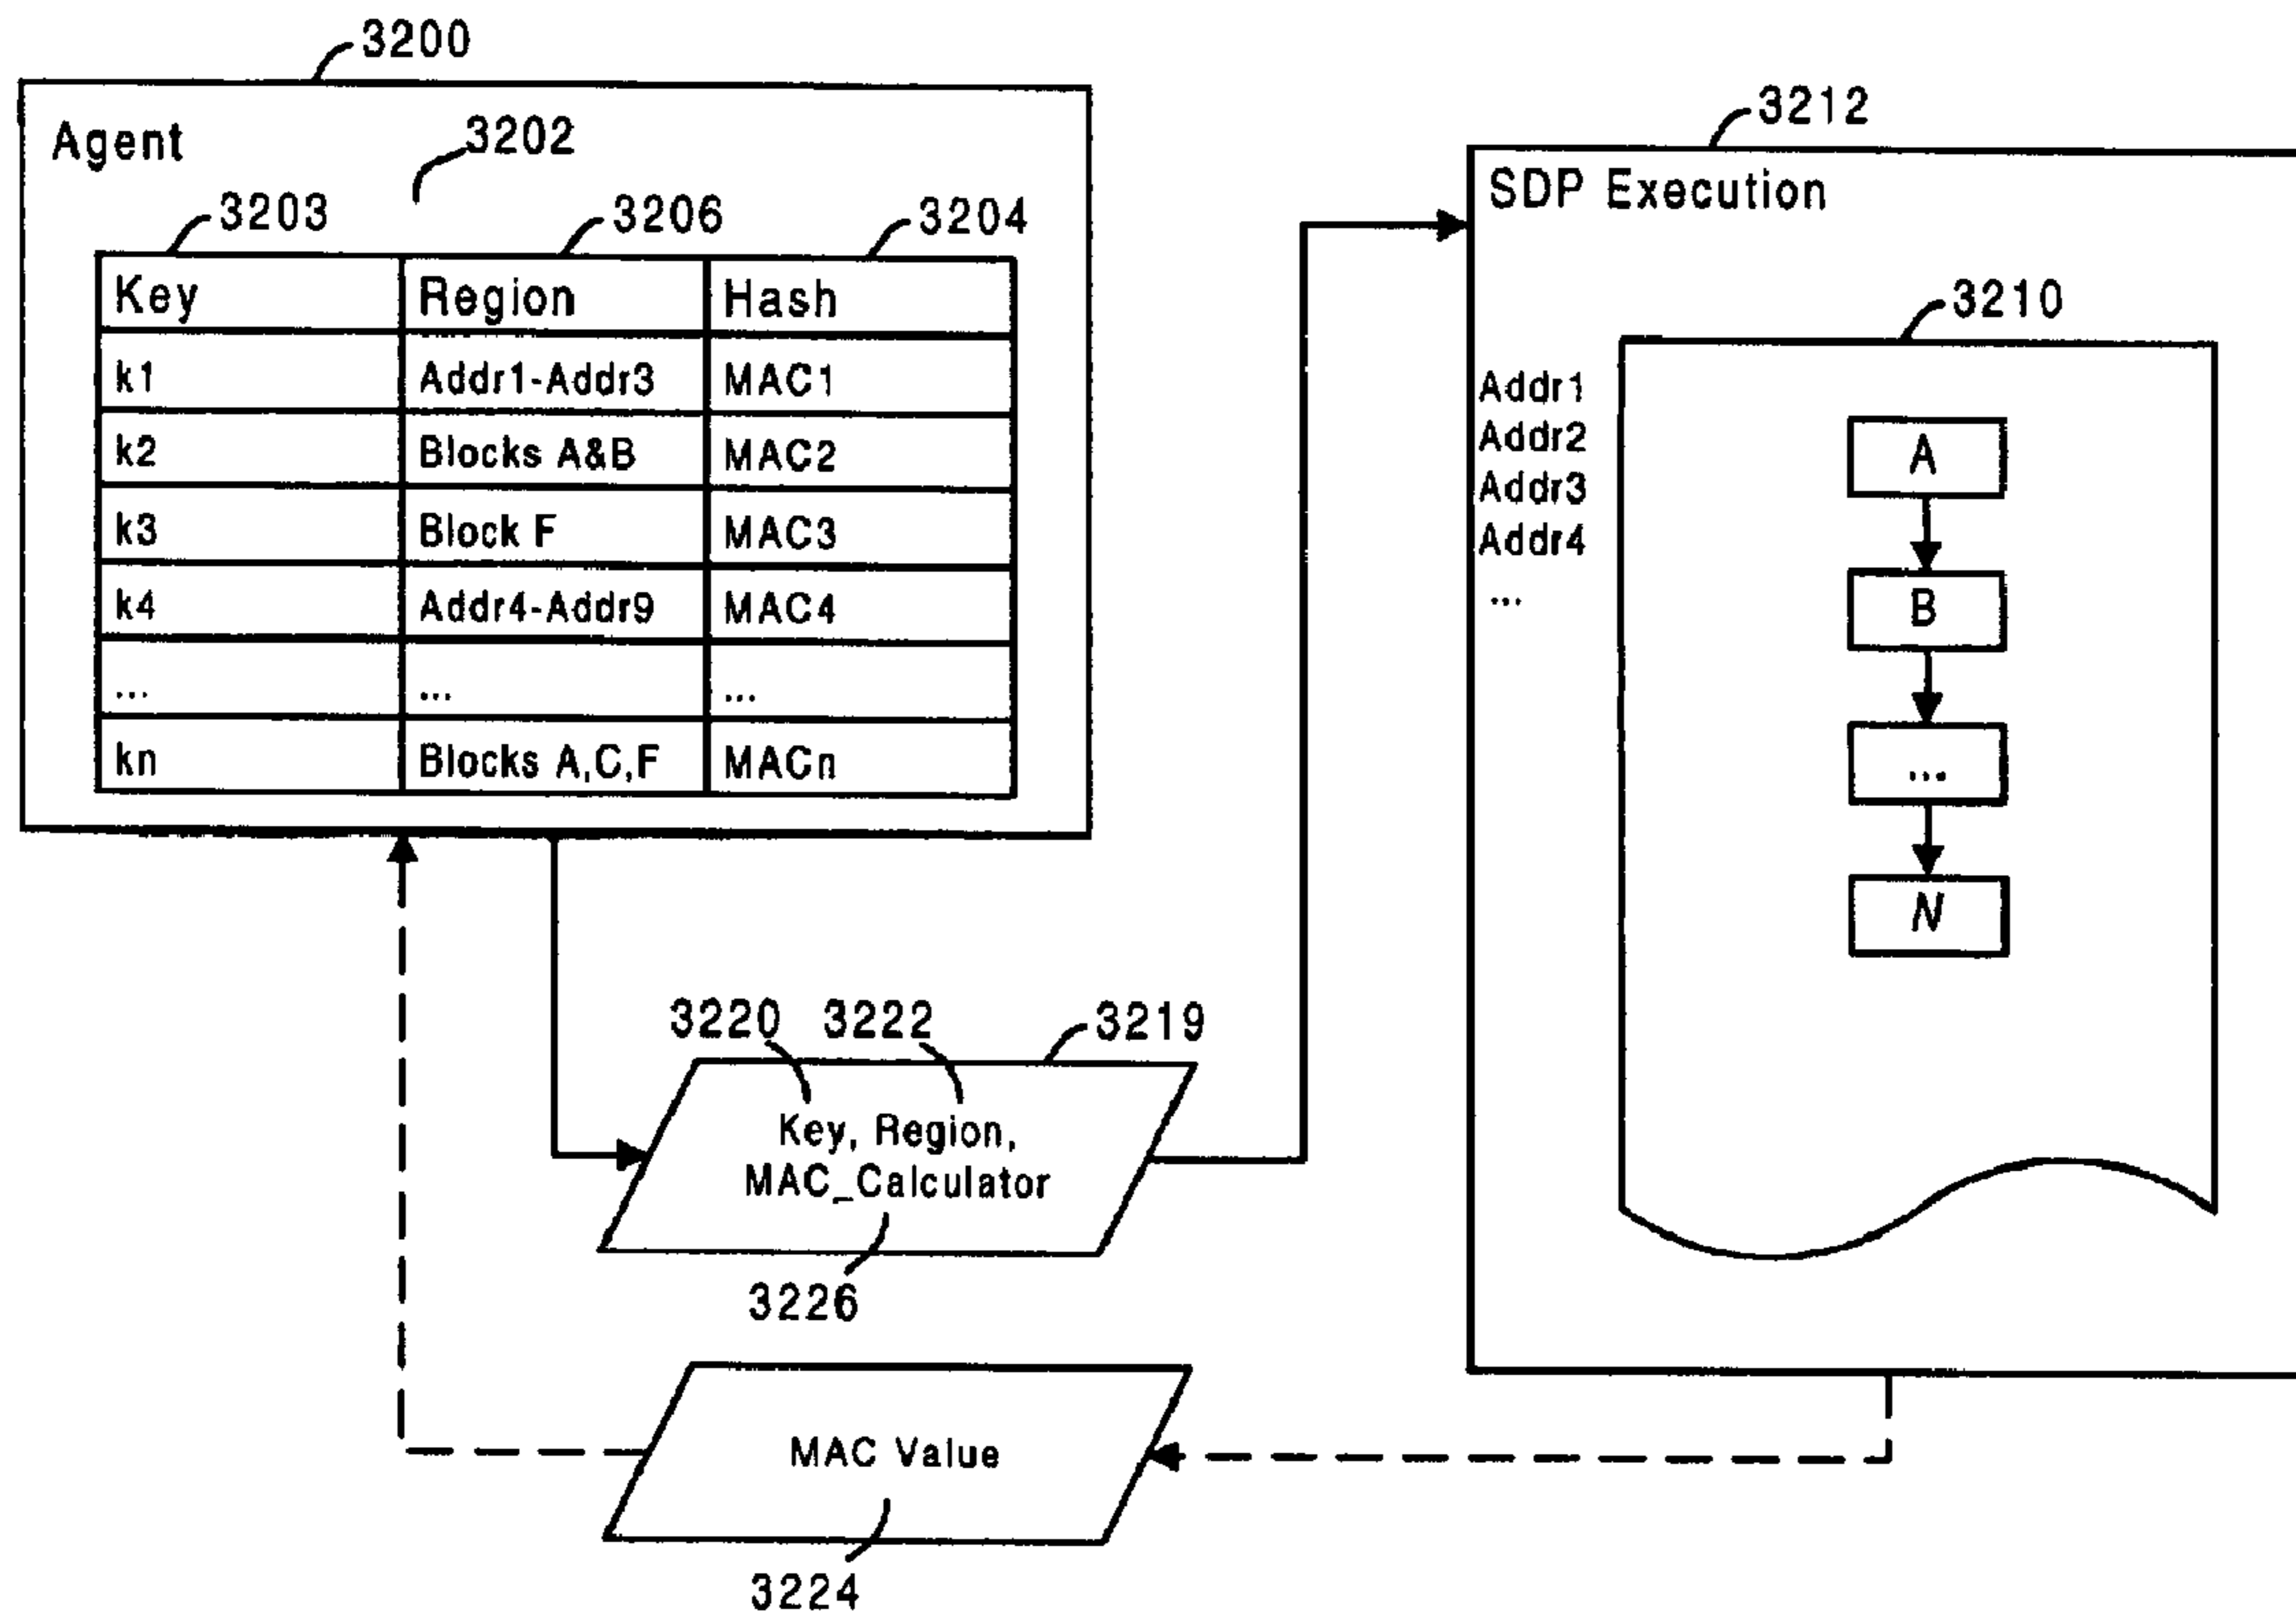 3200
Agent
3202
3203
3206
3204
Key Region Hash
k1 Addr1-Addr3 MAC1
k2 Blocks A&B MAC2
k3 Block F MAC3
k4 Addr4-Addr9 MAC4
... ... ...
kn Blocks A,C,F MACn
3212
SDP Execution
3210
Addr1
Addr2
Addr3
Addr4
...
A
B
...
N
3220
3222
3219
Key, Region,
MAC_Calculator
3226
MAC Value
3224